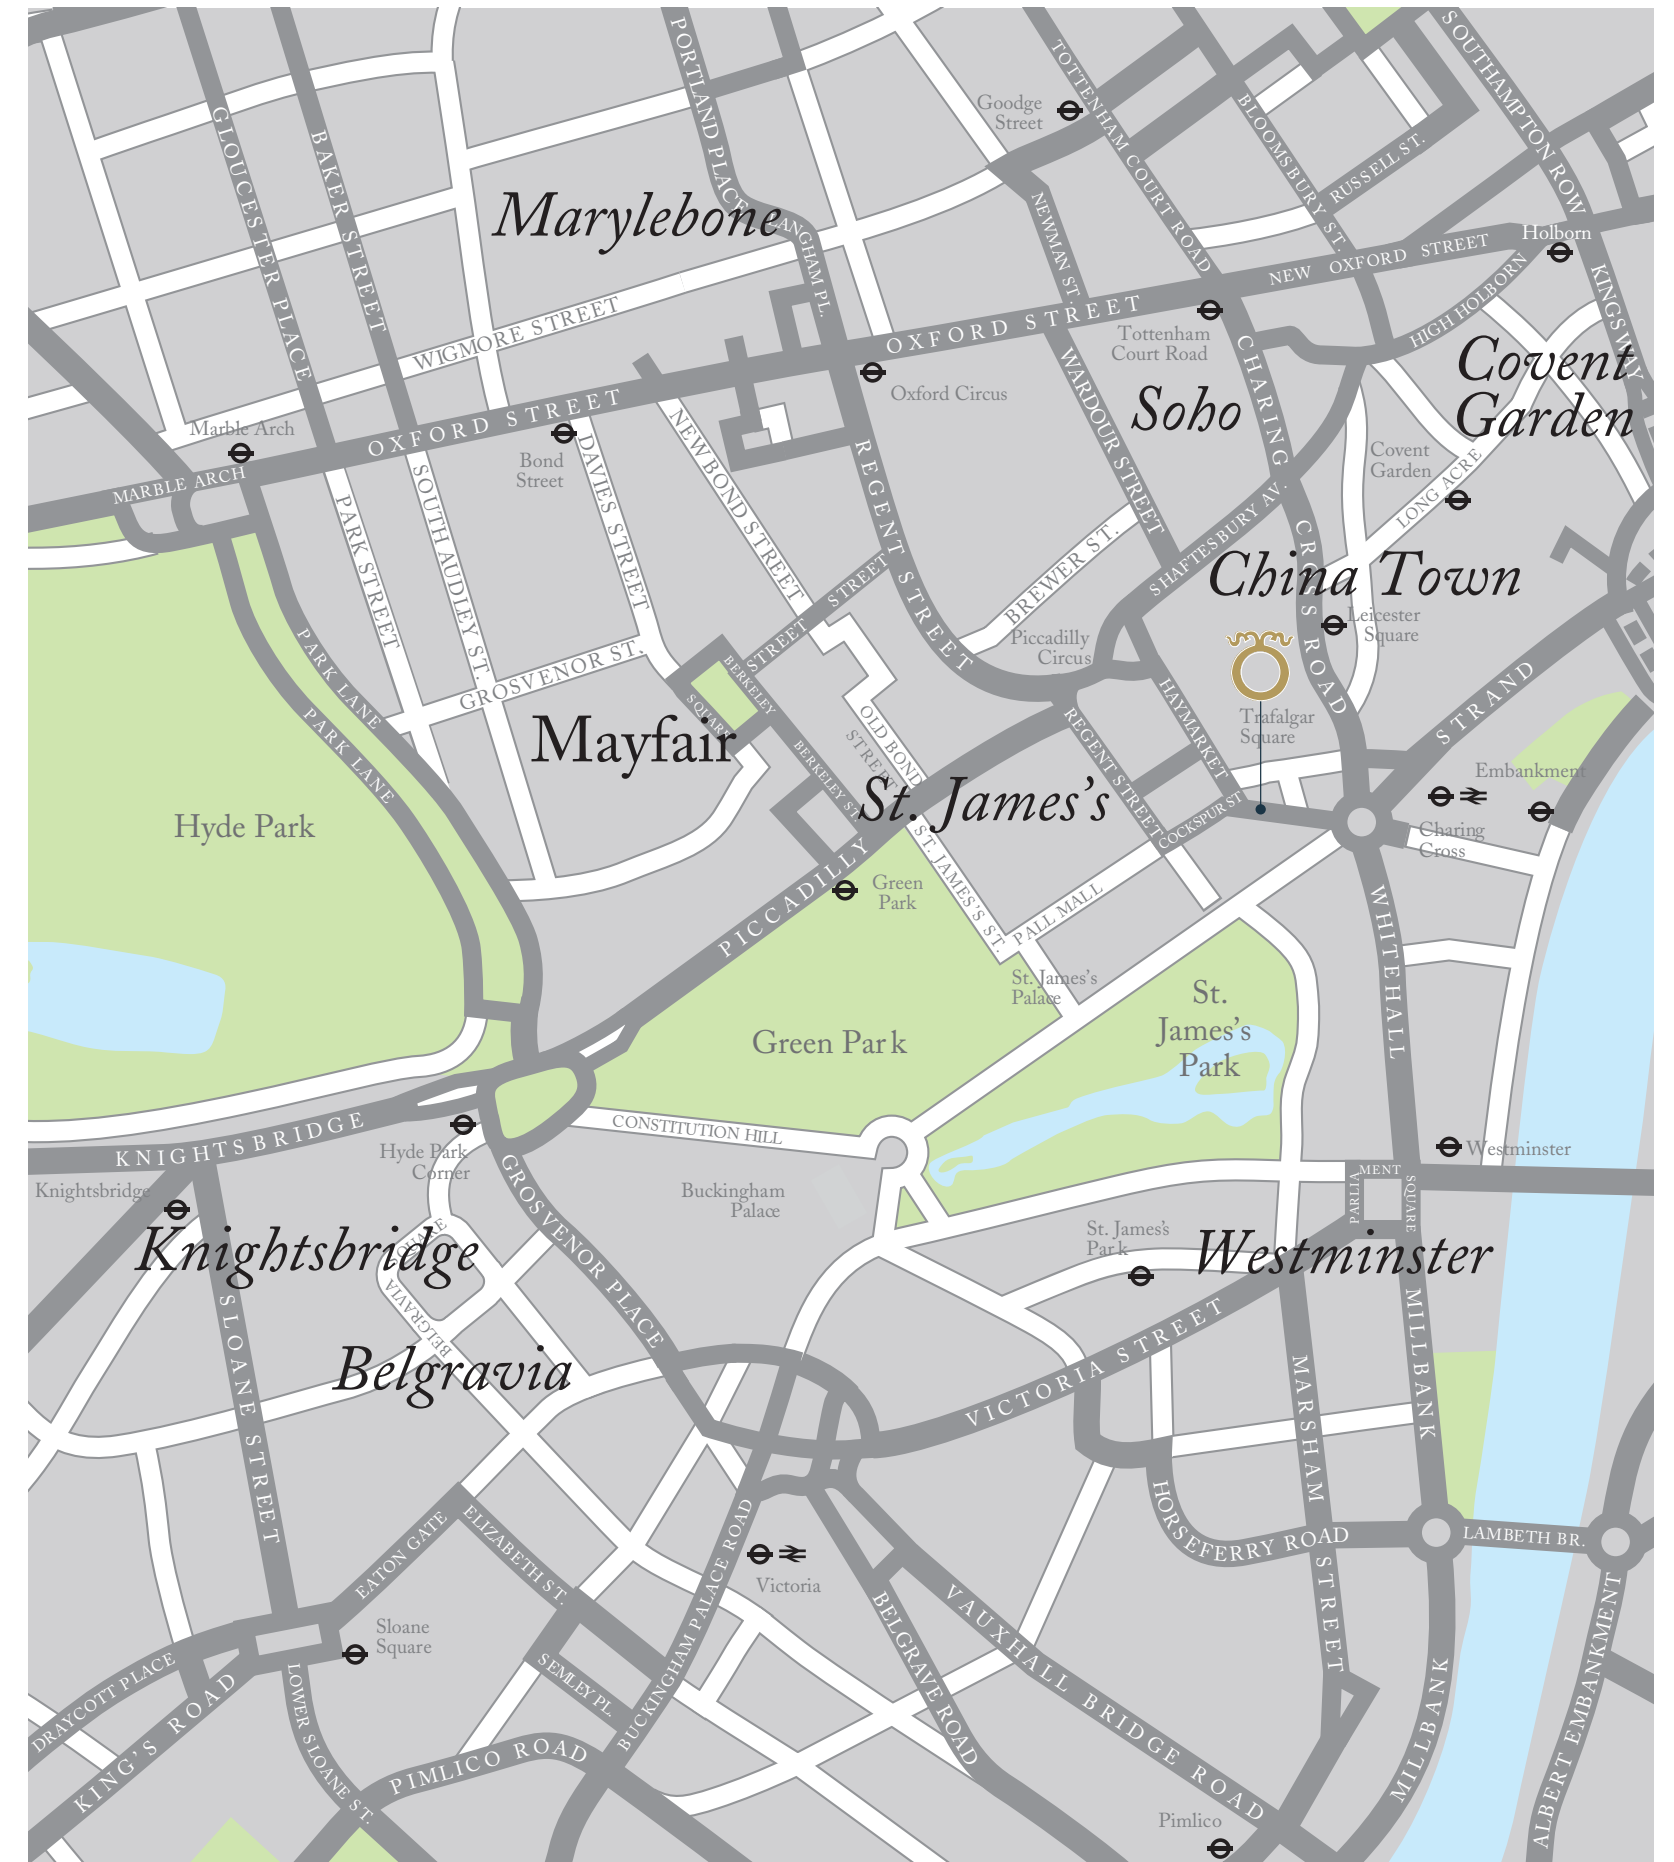 PORTLAND PLACE
SOUTHAMPTON ROW
TOTTENHAM COURT ROAD
Goodge
Street
BLOOMSBURY ST.
GLOUCESTER PLACE
BAKER STREET
RUSSELL ST.
Marylebone
LANGHAM PL.
NEWMAN ST.
Holborn
NEW OXFORD STREET
KINGSWAY
HIGH HOLBORN
WIGMORE STREET
OXFORD STREET
Tottenham
Court Road
CHARING CROSS ROAD
Covent
Garden
Oxford Circus
Soho
WARDOUR STREET
Marble Arch
OXFORD STREET
MARBLE ARCH
Bond
Street
DAVIES STREET
NEW BOND STREET
REGENT STREET
Covent
Garden
LONG ACRE
PARK STREET
SOUTH AUDLEY ST.
BREWER ST.
SHAFTESBURY AV.
China Town
STREET
STREET
Leicester
Square
Piccadilly
Circus
PARK LANE
PARK LANE
GROSVENOR ST.
BERKELEY
SQUARE
Mayfair
BERKELEY ST.
OLD BOND
STREET
HAYMARKET
REGENT STREET
Trafalgar
Square
STRAND
Embankment
St. James's
COCKSPUR ST
Charing
Cross
Hyde Park
PICCADILLY
Green
Park
ST. JAMES'S ST.
PALL MALL
WHITEHALL
St. James's
Palace
St.
James's
Park
Green Park
CONSTITUTION HILL
KNIGHTSBRIDGE
Hyde Park
Corner
Knightsbridge
Westminster
PARLIA
MENT
SQUARE
Buckingham
Palace
GROSVENOR PLACE
St. James's
Park
Westminster
Knightsbridge
SQUARE
BELGRAVIA
SLOANE STREET
Belgravia
VICTORIA STREET
MILLBANK
MARSHAM STREET
HORSEFERRY ROAD
LAMBETH BR.
EATON GATE
ELIZABETH ST.
BUCKINGHAM PALACE ROAD
Victoria
BELGRAVE ROAD
VAUXHALL BRIDGE ROAD
Sloane
Square
SEMLEY PL.
DRAYCOTT PLACE
KING'S ROAD
LOWER SLOANE ST.
PIMLICO ROAD
MILLBANK
ALBERT EMBANKMENT
Pimlico